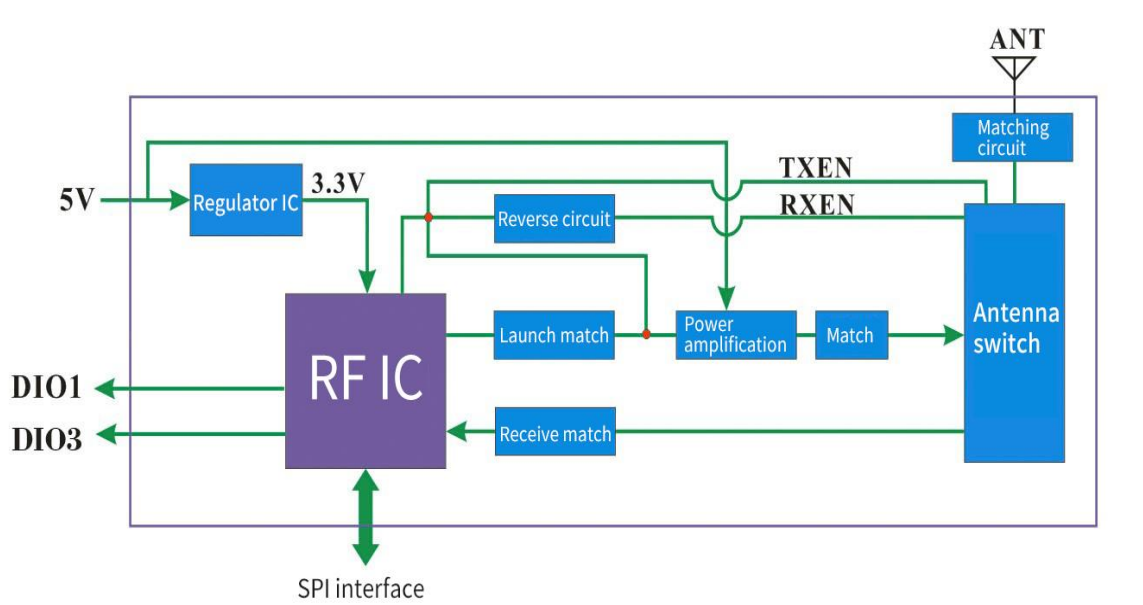 ANT
Matching
circuit
TXEN
5V
Regulator IC
3.3V
RXEN
Reverse circuit
Antenna
switch
Launch match
Power
amplification
Match
RF IC
DIO1
DIO3
Receive match
SPI interface